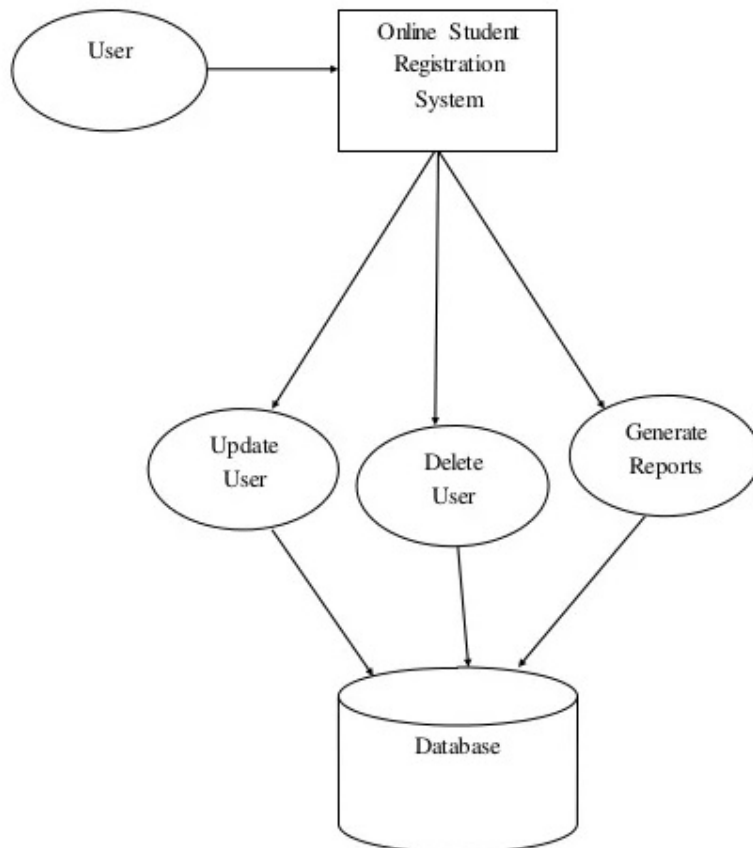 User
Online Student
Registration
System
Update
User
Delete
User
Generate
Reports
Database